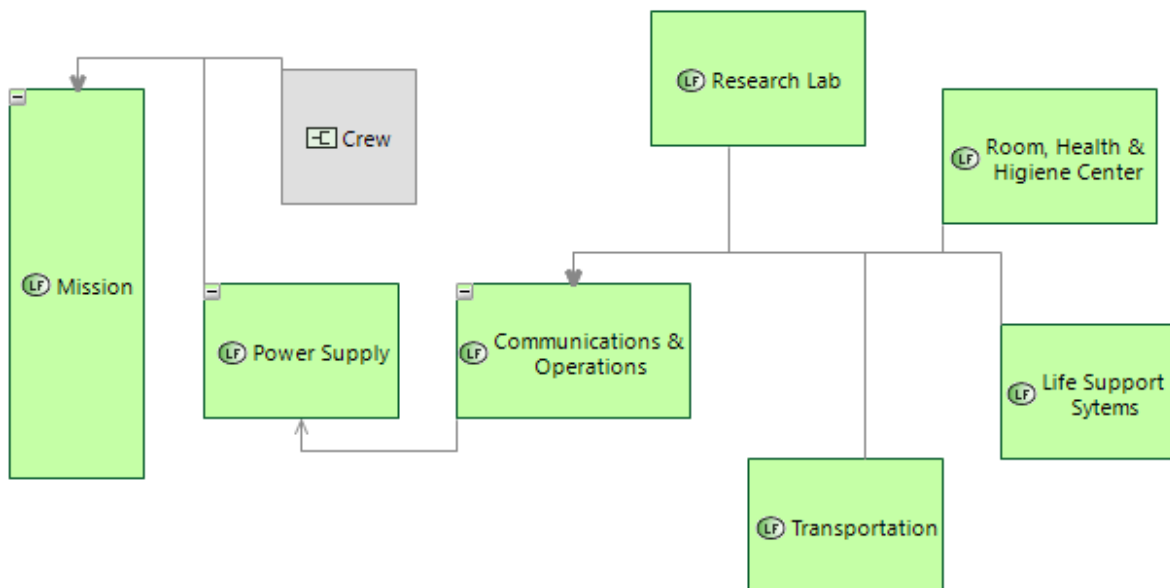 LF Research Lab
Crew
LF Room, Health &
Higiene Center
LF Mission
LF Power Supply
LF Communications &
Operations
LF Life Support
Sytems
LF Transportation